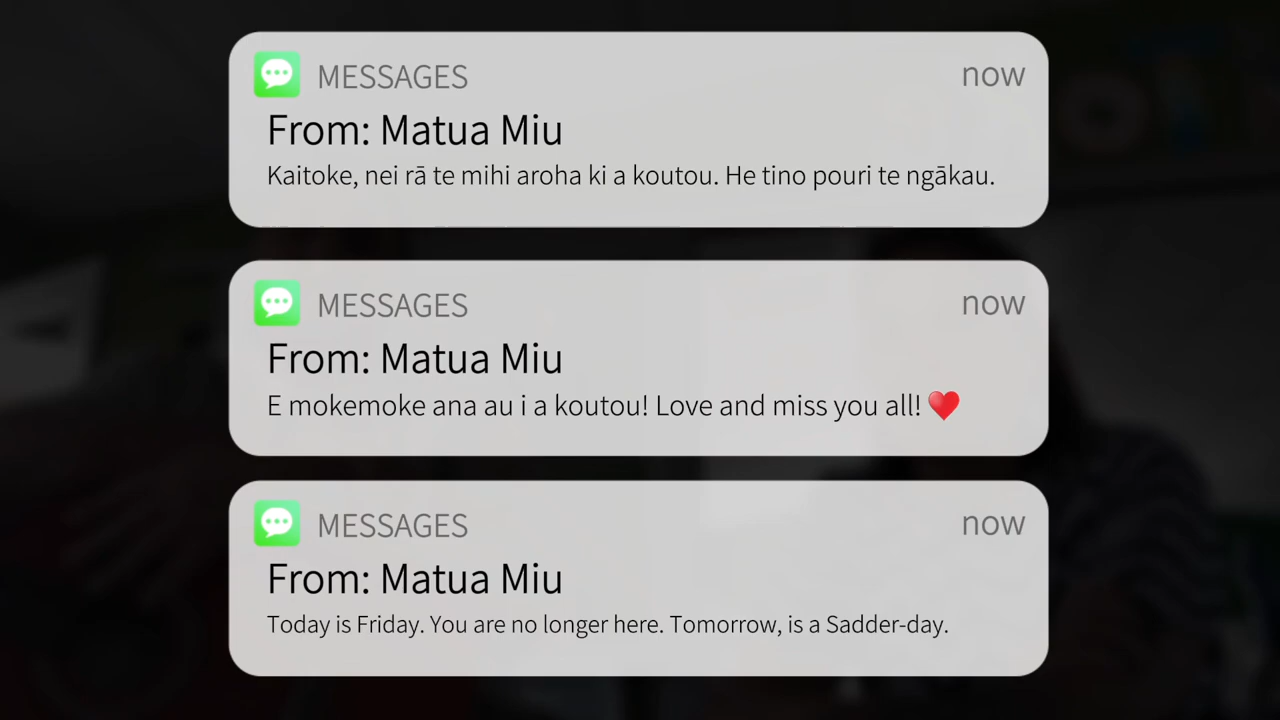 MESSAGES now
From: Matua Miu
Kaitoke, nei rā te mihi aroha ki a koutou. He tino pouri te ngākau.
MESSAGES now
From: Matua Miu
E mokemoke ana au i a koutou! Love and miss you all! ❤️
MESSAGES now
From: Matua Miu
Today is Friday. You are no longer here. Tomorrow, is a Sadder-day.